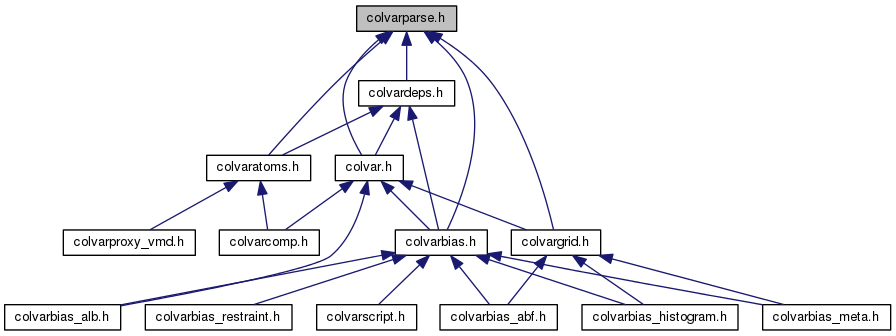 colvarparse.h
colvardeps.h
colvaratoms.h
colvar.h
colvarproxy_vmd.h
colvarcomp.h
colvarbias.h
colvargrid.h
colvarbias_alb.h
colvarbias_restraint.h
colvarscript.h
colvarbias_abf.h
colvarbias_histogram.h
colvarbias_meta.h